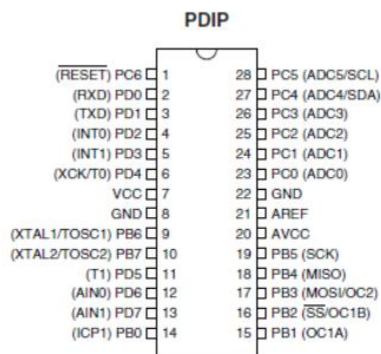 PDIP
(RESET) PC6 1 28 PC5 (ADC5/SCL)
(RXD) PD0 2 27 PC4 (ADC4/SDA)
(TXD) PD1 3 26 PC3 (ADC3)
(INT0) PD2 4 25 PC2 (ADC2)
(INT1) PD3 5 24 PC1 (ADC1)
(XCK/T0) PD4 6 23 PC0 (ADC0)
VCC 7 22 GND
GND 8 21 AREF
(XTAL1/TOSC1) PB6 9 20 AVCC
(XTAL2/TOSC2) PB7 10 19 PB5 (SCK)
(T1) PD5 11 18 PB4 (MISO)
(AIN0) PD6 12 17 PB3 (MOSI/OC2)
(AIN1) PD7 13 16 PB2 (SS/OC1B)
(ICP1) PB0 14 15 PB1 (OC1A)